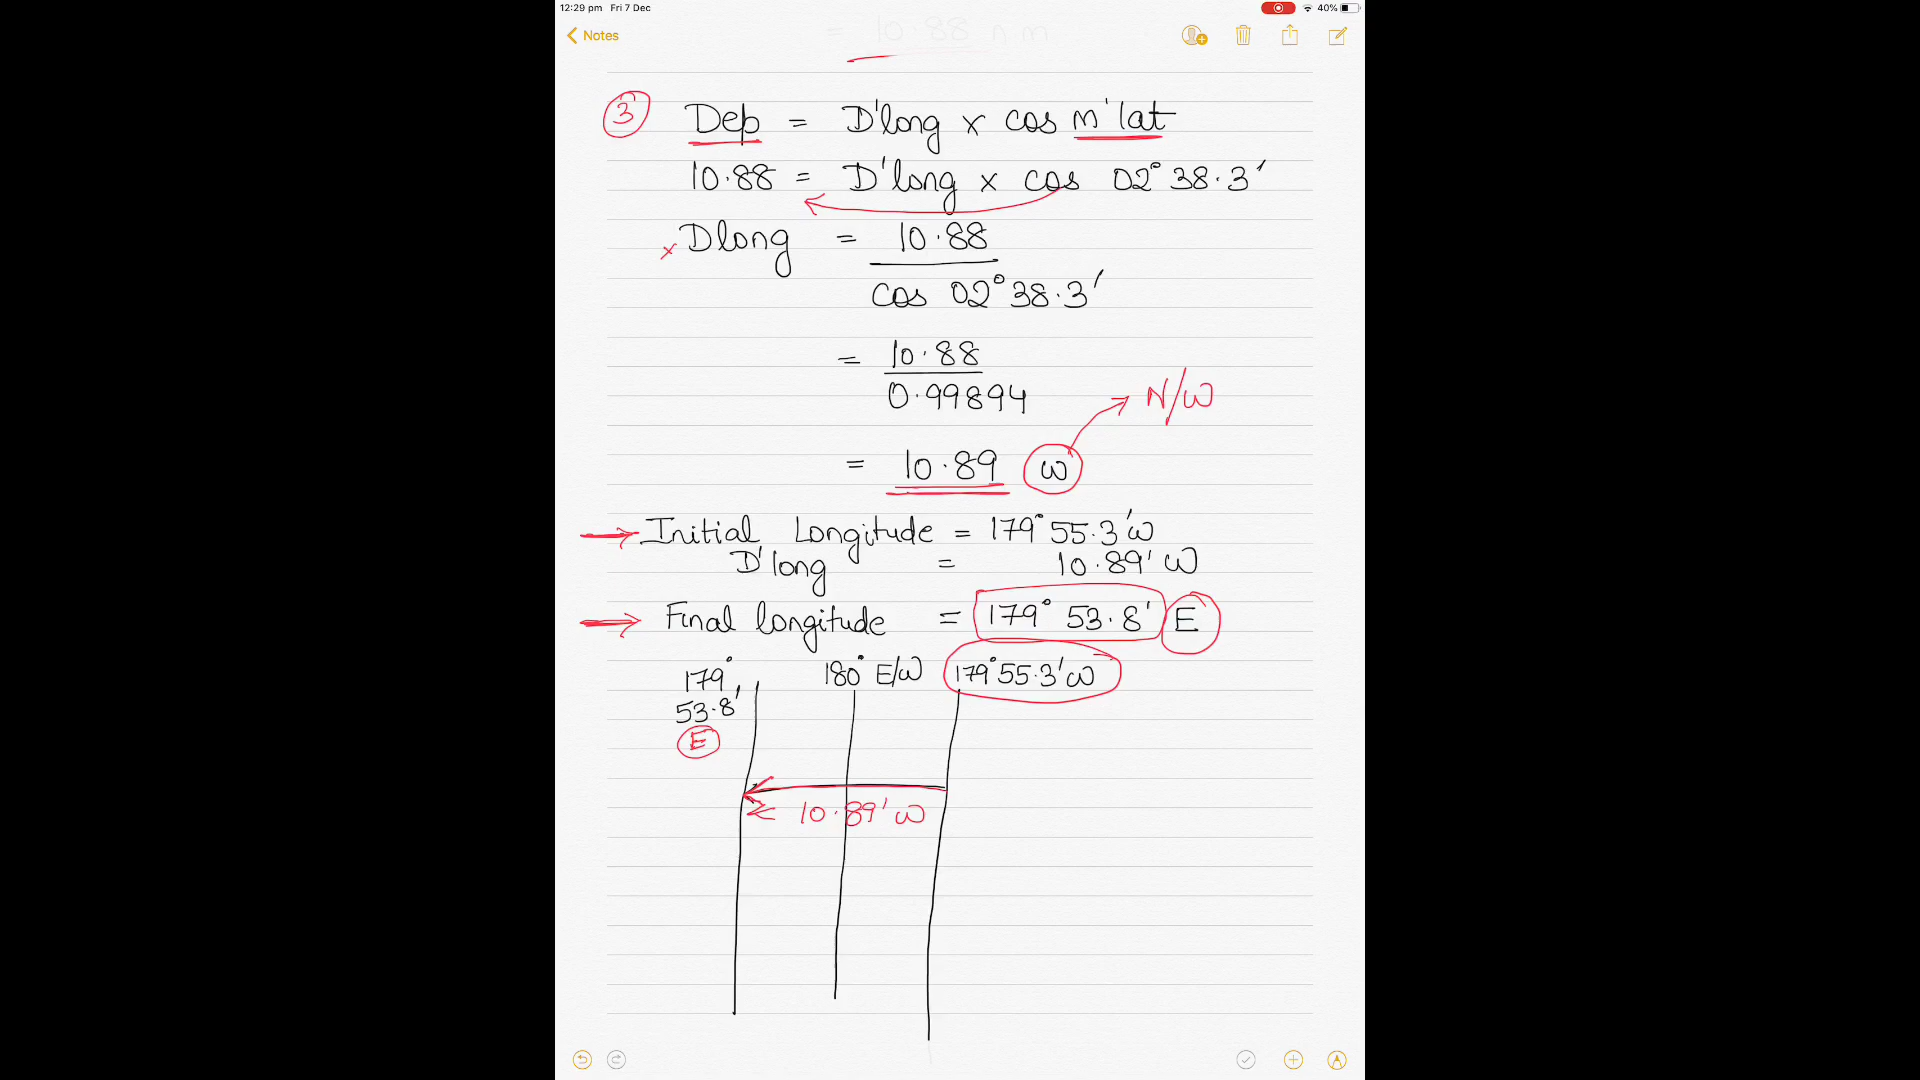 12:29 pm Fri 7 Dec 40%
Notes
= 10.88 n m
3 Dep = D'long x cos m'lat
10.88 = D'long x cos 02° 38.3'
x Dlong = 10.88
cos 02° 38.3'
= 10.88
0.99894
N/W
= 10.89 W
Initial Longitude = 179° 55.3' W
D'long = 10.89' W
Final longitude = 179° 53.8' E
179° 53.8' E
180° E/W
179° 55.3' W
10.89' W